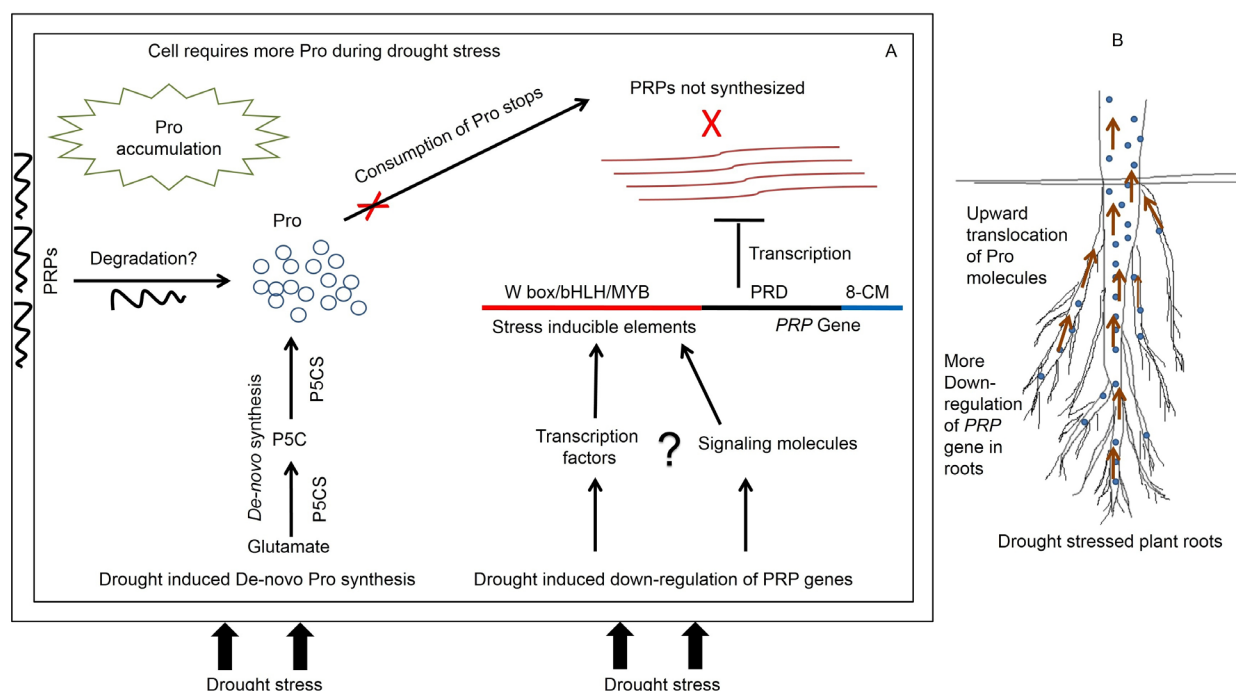 Cell requires more Pro during drought stress
A
Pro
accumulation
Consumption of Pro stops
PRPs not synthesized
X
Pro
PRPs
Degradation?
Transcription
W box/bHLH/MYB
PRD
8-CM
Stress inducible elements
PRP Gene
De-novo synthesis
P5CS
P5C
P5CS
Glutamate
Transcription
factors
?
Signaling molecules
Drought induced De-novo Pro synthesis
Drought induced down-regulation of PRP genes
Drought stress
Drought stress
B
Upward
translocation
of Pro
molecules
More
Down-
regulation
of PRP
gene in
roots
Drought stressed plant roots